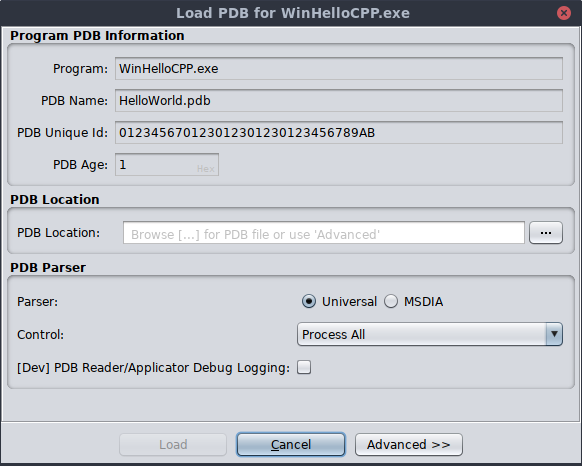 Load PDB for WinHelloCPP.exe
Program PDB Information
Program: WinHelloCPP.exe
PDB Name: HelloWorld.pdb
PDB Unique Id: 012345670123012301230123456789AB
PDB Age: 1 Hex
PDB Location
PDB Location: Browse [...] for PDB file or use 'Advanced' ...
PDB Parser
Parser: Universal MSDIA
Control: Process All
[Dev] PDB Reader/Applicator Debug Logging:
Load Cancel Advanced >>